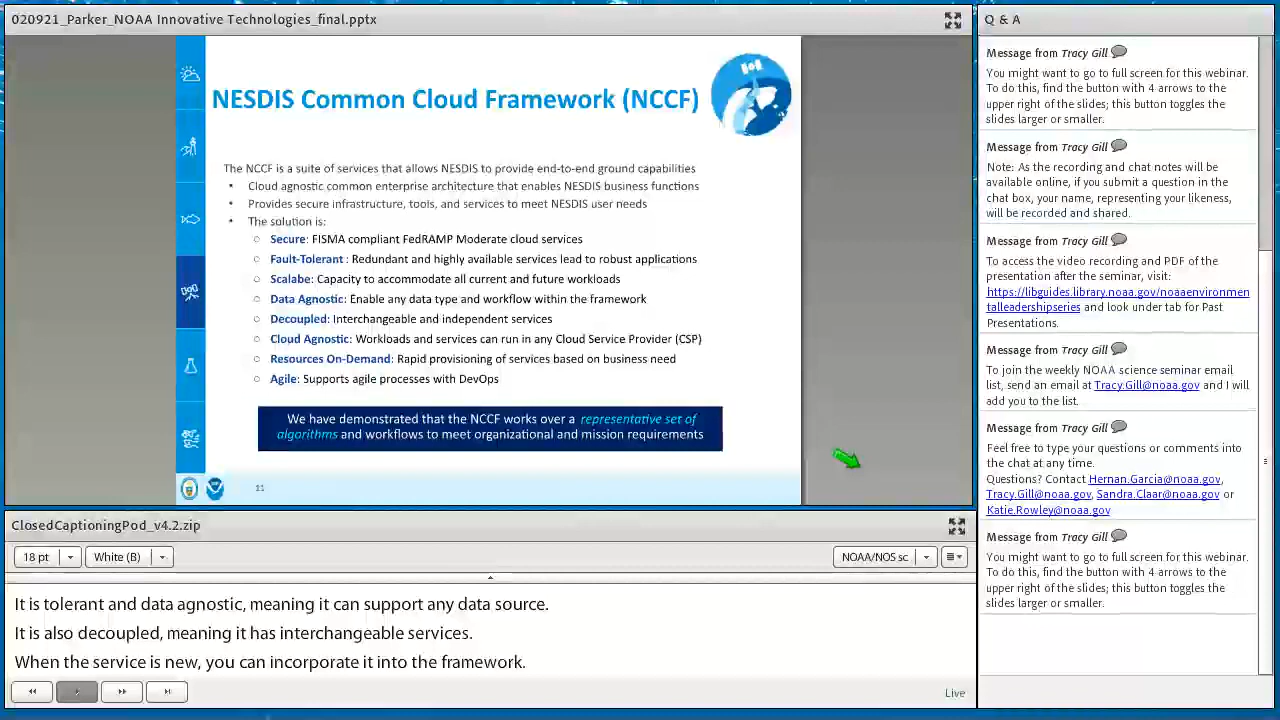 020921_Parker_NOAA Innovative Technologies_final.pptx
NESDIS Common Cloud Framework (NCCF)
The NCCF is a suite of services that allows NESDIS to provide end-to-end ground capabilities
• Cloud agnostic common enterprise architecture that enables NESDIS business functions
• Provides secure infrastructure, tools, and services to meet NESDIS user needs
• The solution is:
○ Secure: FISMA compliant FedRAMP Moderate cloud services
○ Fault-Tolerant : Redundant and highly available services lead to robust applications
○ Scalabe: Capacity to accommodate all current and future workloads
○ Data Agnostic: Enable any data type and workflow within the framework
○ Decoupled: Interchangeable and independent services
○ Cloud Agnostic: Workloads and services can run in any Cloud Service Provider (CSP)
○ Resources On-Demand: Rapid provisioning of services based on business need
○ Agile: Supports agile processes with DevOps
We have demonstrated that the NCCF works over a representative set of
algorithms and workflows to meet organizational and mission requirements
11
ClosedCaptioningPod_v4.2.zip
18 pt
White (B)
NOAA/NOS sc
It is tolerant and data agnostic, meaning it can support any data source.
It is also decoupled, meaning it has interchangeable services.
When the service is new, you can incorporate it into the framework.
Live
Q & A
Message from Tracy Gill
You might want to go to full screen for this webinar.
To do this, find the button with 4 arrows to the
upper right of the slides; this button toggles the
slides larger or smaller.
Message from Tracy Gill
Note: As the recording and chat notes will be
available online, if you submit a question in the
chat box, your name, representing your likeness,
will be recorded and shared.
Message from Tracy Gill
To access the video recording and PDF of the
presentation after the seminar, visit:
https://libguides.library.noaa.gov/noaaenvironmen
talleadershipseries and look under tab for Past
Presentations.
Message from Tracy Gill
To join the weekly NOAA science seminar email
list, send an email at Tracy.Gill@noaa.gov and I will
add you to the list.
Message from Tracy Gill
Feel free to type your questions or comments into
the chat at any time.
Questions? Contact Hernan.Garcia@noaa.gov,
Tracy.Gill@noaa.gov, Sandra.Claar@noaa.gov or
Katie.Rowley@noaa.gov
Message from Tracy Gill
You might want to go to full screen for this webinar.
To do this, find the button with 4 arrows to the
upper right of the slides; this button toggles the
slides larger or smaller.